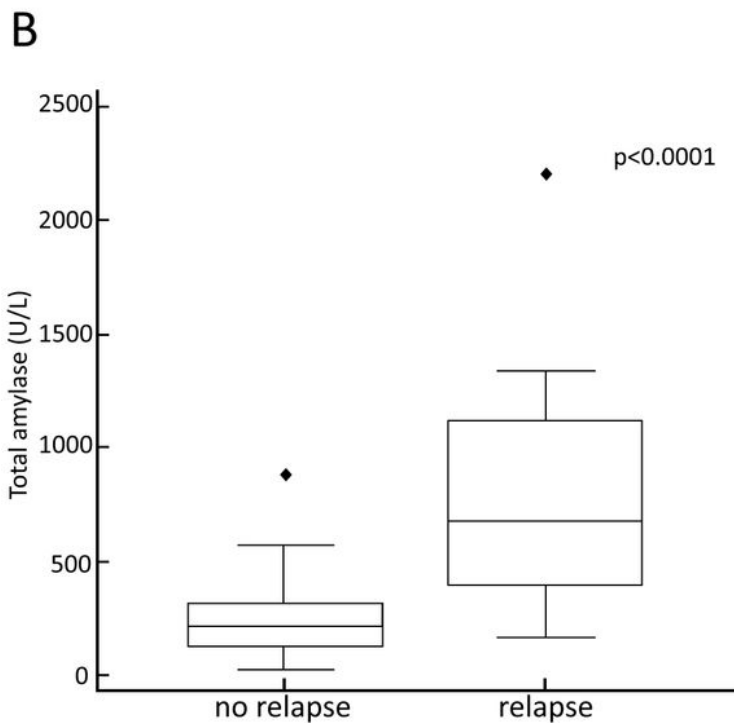 B
2500
2000
1500
1000
500
0
Total amylase (U/L)
p<0.0001
no relapse
relapse